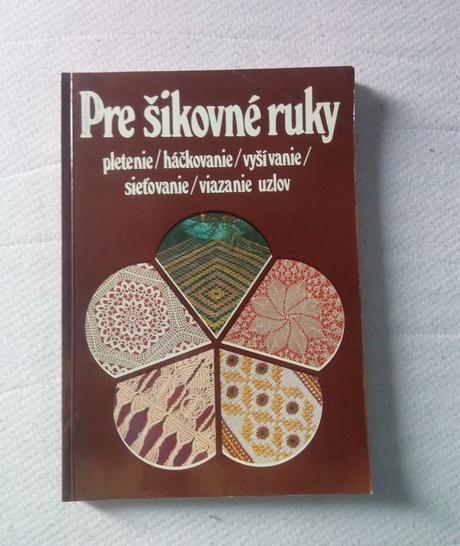 Pre šikovné ruky
pletenie/háčkovanie/vyšívanie/
sieťovanie/viazanie uzlov